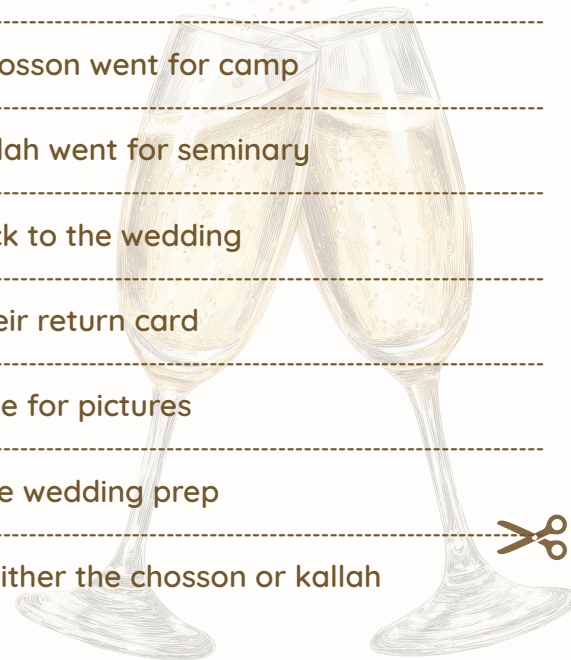 osson went for camp
lah went for seminary
ck to the wedding
eir return card
e for pictures
e wedding prep
ither the chosson or kallah